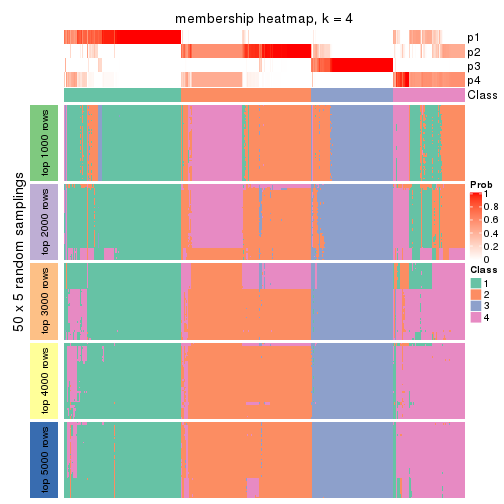 membership heatmap, k = 4
p1
p2
p3
p4
Class
50 x 5 random samplings
top 1000 rows
top 2000 rows
top 3000 rows
top 4000 rows
top 5000 rows
Prob
1
0.8
0.6
0.4
0.2
0
Class
1
2
3
4